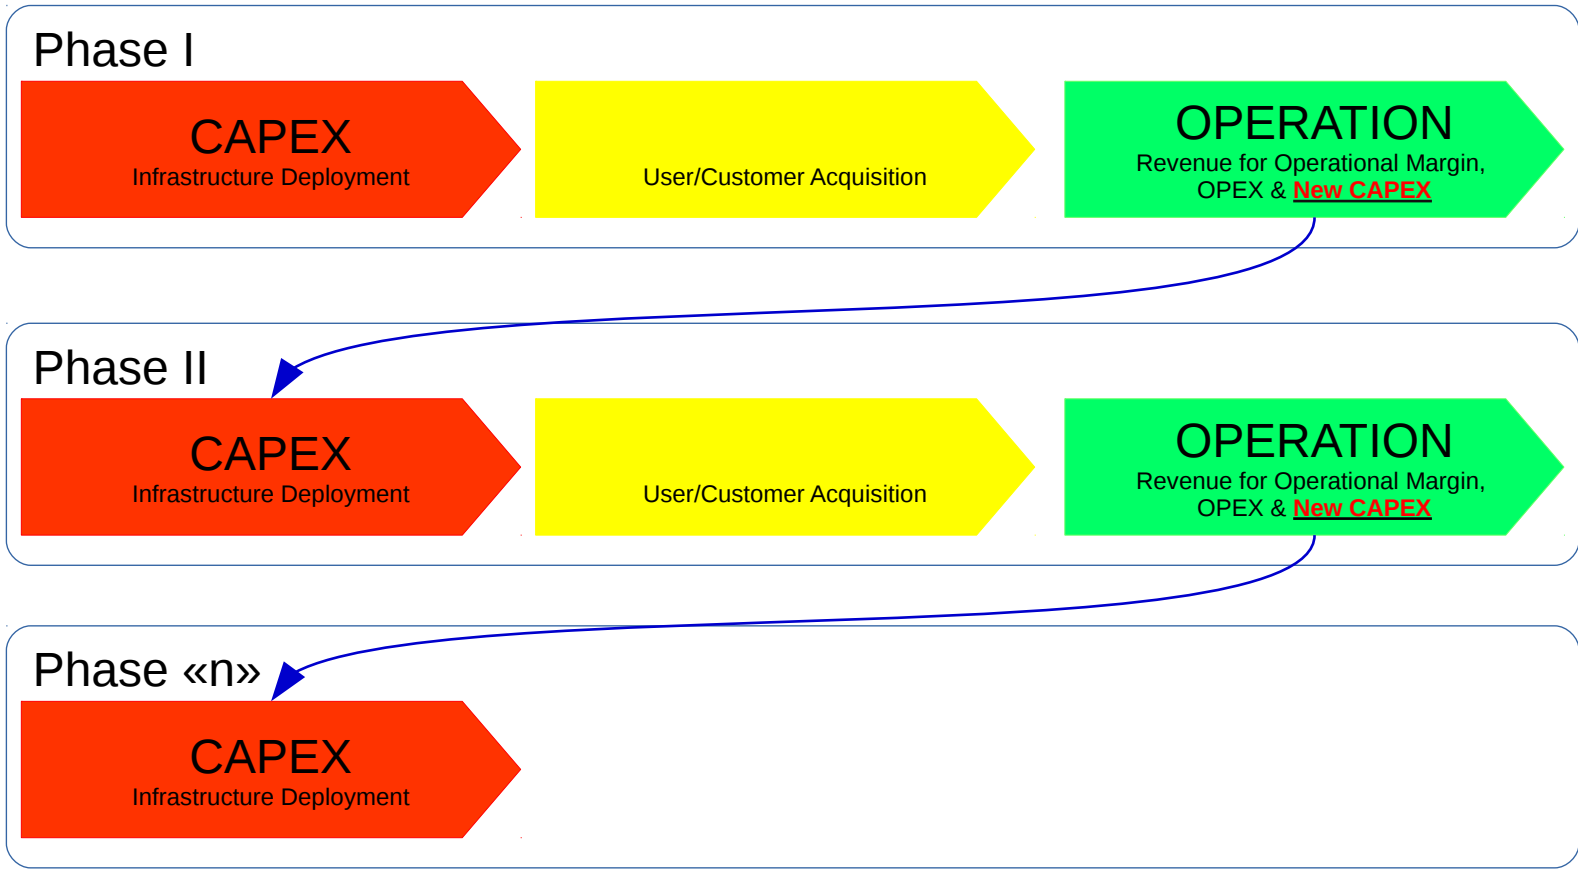 Phase I
CAPEX
Infrastructure Deployment
User/Customer Acquisition
OPERATION
Revenue for Operational Margin,
OPEX & New CAPEX
Phase II
CAPEX
Infrastructure Deployment
User/Customer Acquisition
OPERATION
Revenue for Operational Margin,
OPEX & New CAPEX
Phase «n»
CAPEX
Infrastructure Deployment